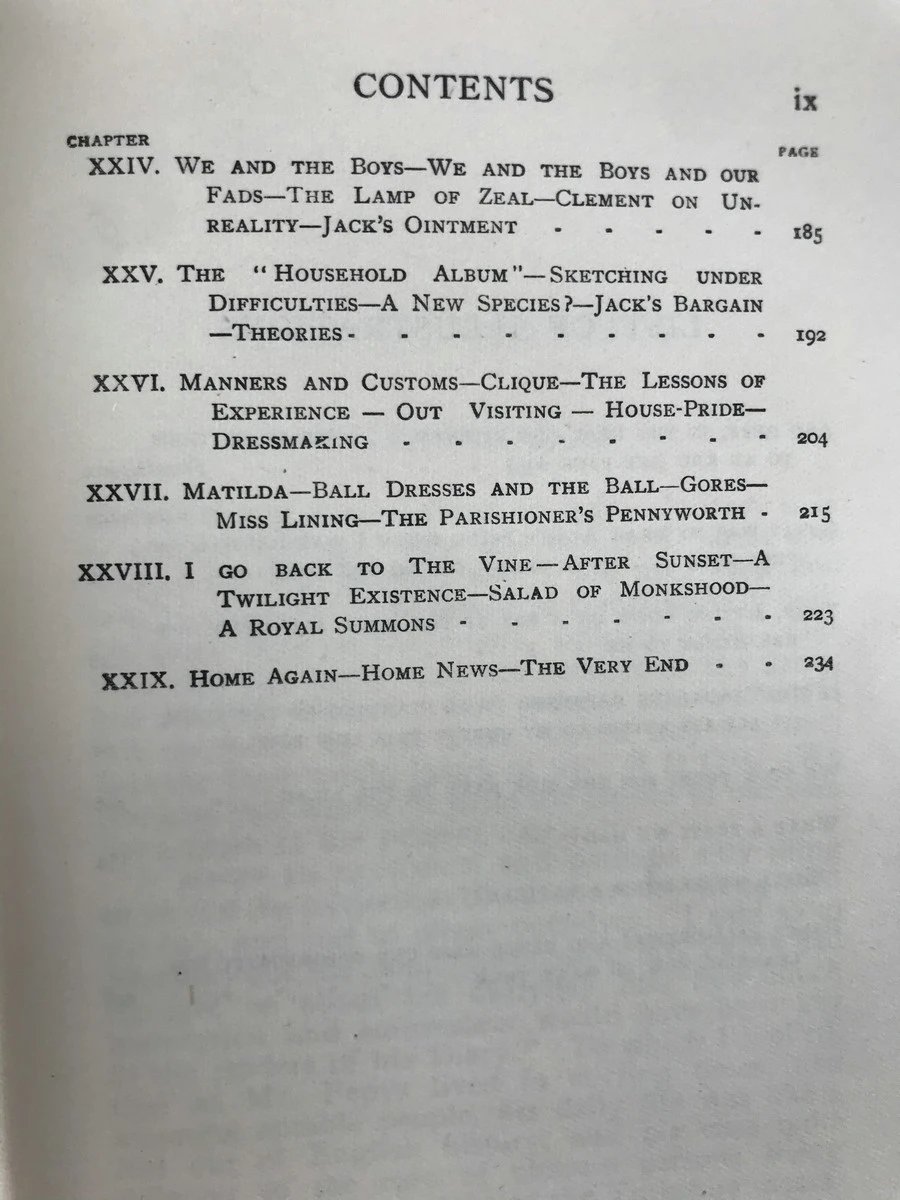 CONTENTS
ix
CHAPTER
PAGE
XXIV. We and the Boys—We and the Boys and our
Fads—The Lamp of Zeal—Clement on Un-
reality—Jack's Ointment - - - - - 185
XXV. The "Household Album"—Sketching under
Difficulties—A New Species?—Jack's Bargain
—Theories - - - - - - - - - 192
XXVI. Manners and Customs—Clique—The Lessons of
Experience — Out Visiting — House-Pride—
Dressmaking - - - - - - - - 204
XXVII. Matilda—Ball Dresses and the Ball—Gores—
Miss Lining—The Parishioner's Pennyworth - 215
XXVIII. I go back to The Vine—After Sunset—A
Twilight Existence—Salad of Monkshood—
A Royal Summons - - - - - - - 223
XXIX. Home Again—Home News—The Very End - - 234